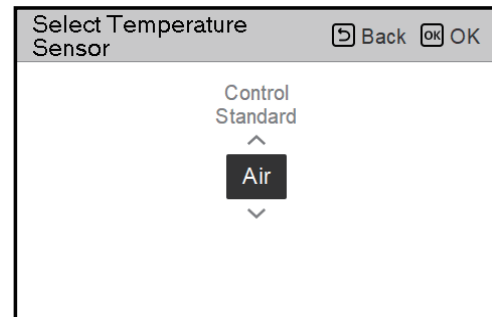 Select Temperature
Sensor
Back OK OK
Control
Standard
Air